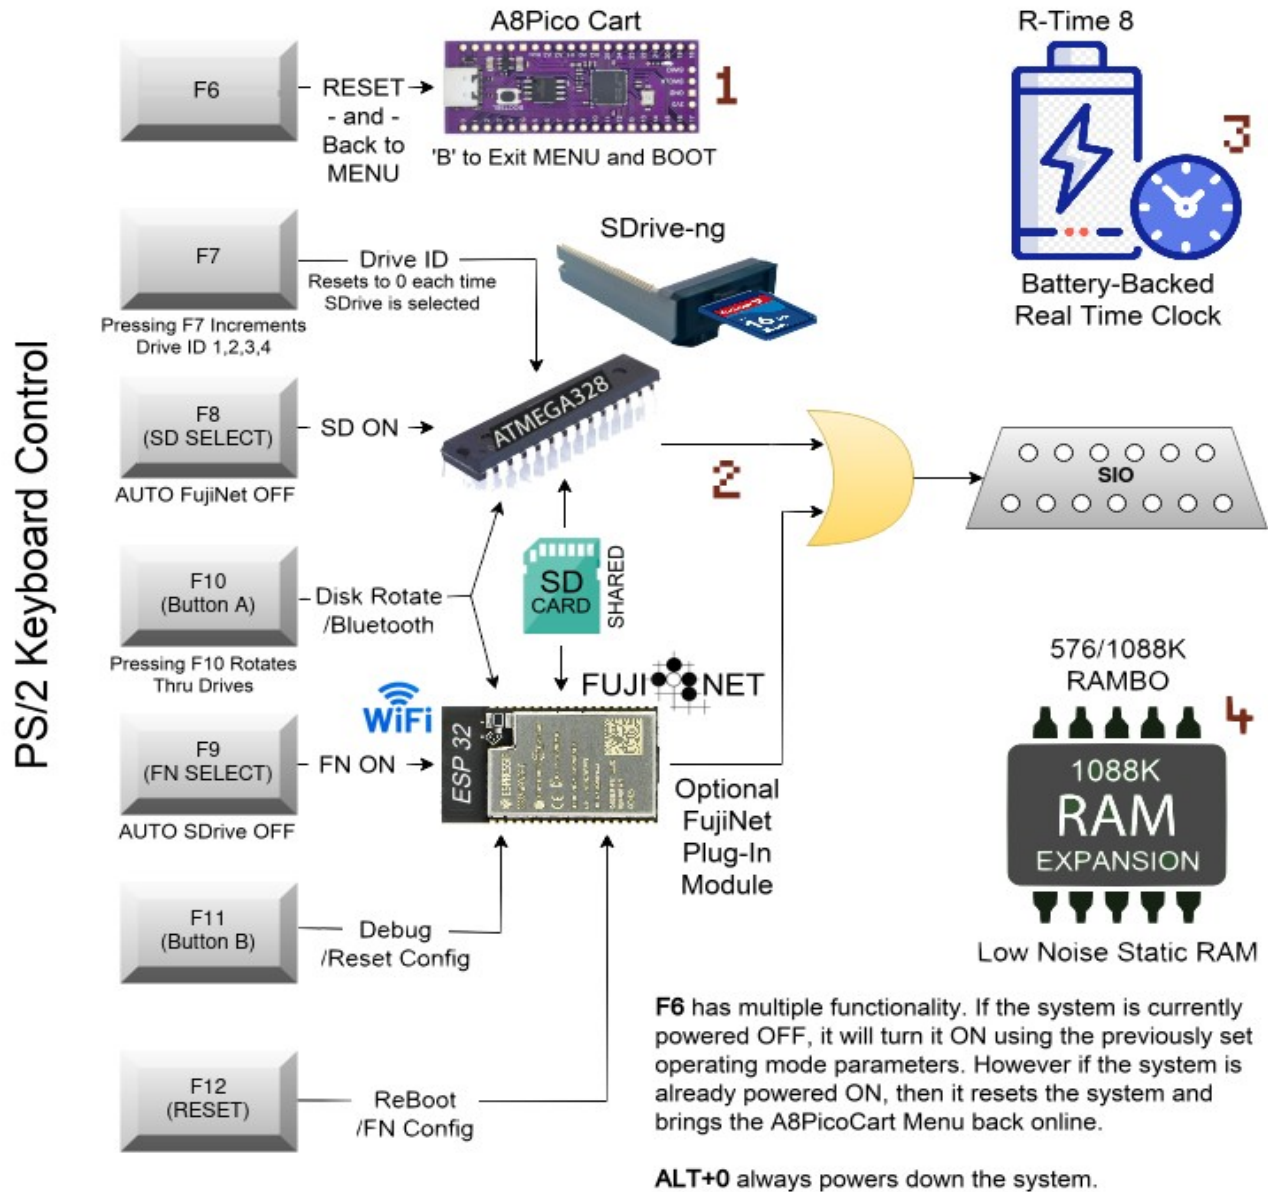 PS/2 Keyboard Control
F6
RESET
- and -
Back to
MENU
A8Pico Cart
1
'B' to Exit MENU and BOOT
R-Time 8
3
Battery-Backed
Real Time Clock
F7
Pressing F7 Increments
Drive ID 1,2,3,4
Drive ID
Resets to 0 each time
SDrive is selected
SDrive-ng
16
ATMEGA328
F8
(SD SELECT)
AUTO FujiNet OFF
SD ON
2
SIO
F10
(Button A)
Pressing F10 Rotates
Thru Drives
Disk Rotate
/Bluetooth
SD
CARD
SHARED
FUJI NET
WiFi
F9
(FN SELECT)
AUTO SDrive OFF
FN ON
ESP 32
Optional
FujiNet
Plug-In
Module
576/1088K
RAMBO
4
1088K
RAM
EXPANSION
Low Noise Static RAM
F11
(Button B)
Debug
/Reset Config
F12
(RESET)
ReBoot
/FN Config
F6 has multiple functionality. If the system is currently
powered OFF, it will turn it ON using the previously set
operating mode parameters. However if the system is
already powered ON, then it resets the system and
brings the A8PicoCart Menu back online.
ALT+0 always powers down the system.